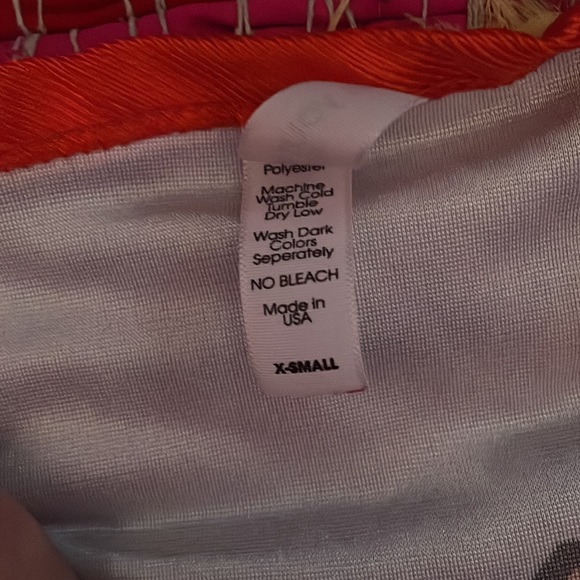 Polyester
Machine
Wash Cold
Tumble
Dry Low
Wash Dark
Colors
Seperately
NO BLEACH
Made in
USA
X-SMALL